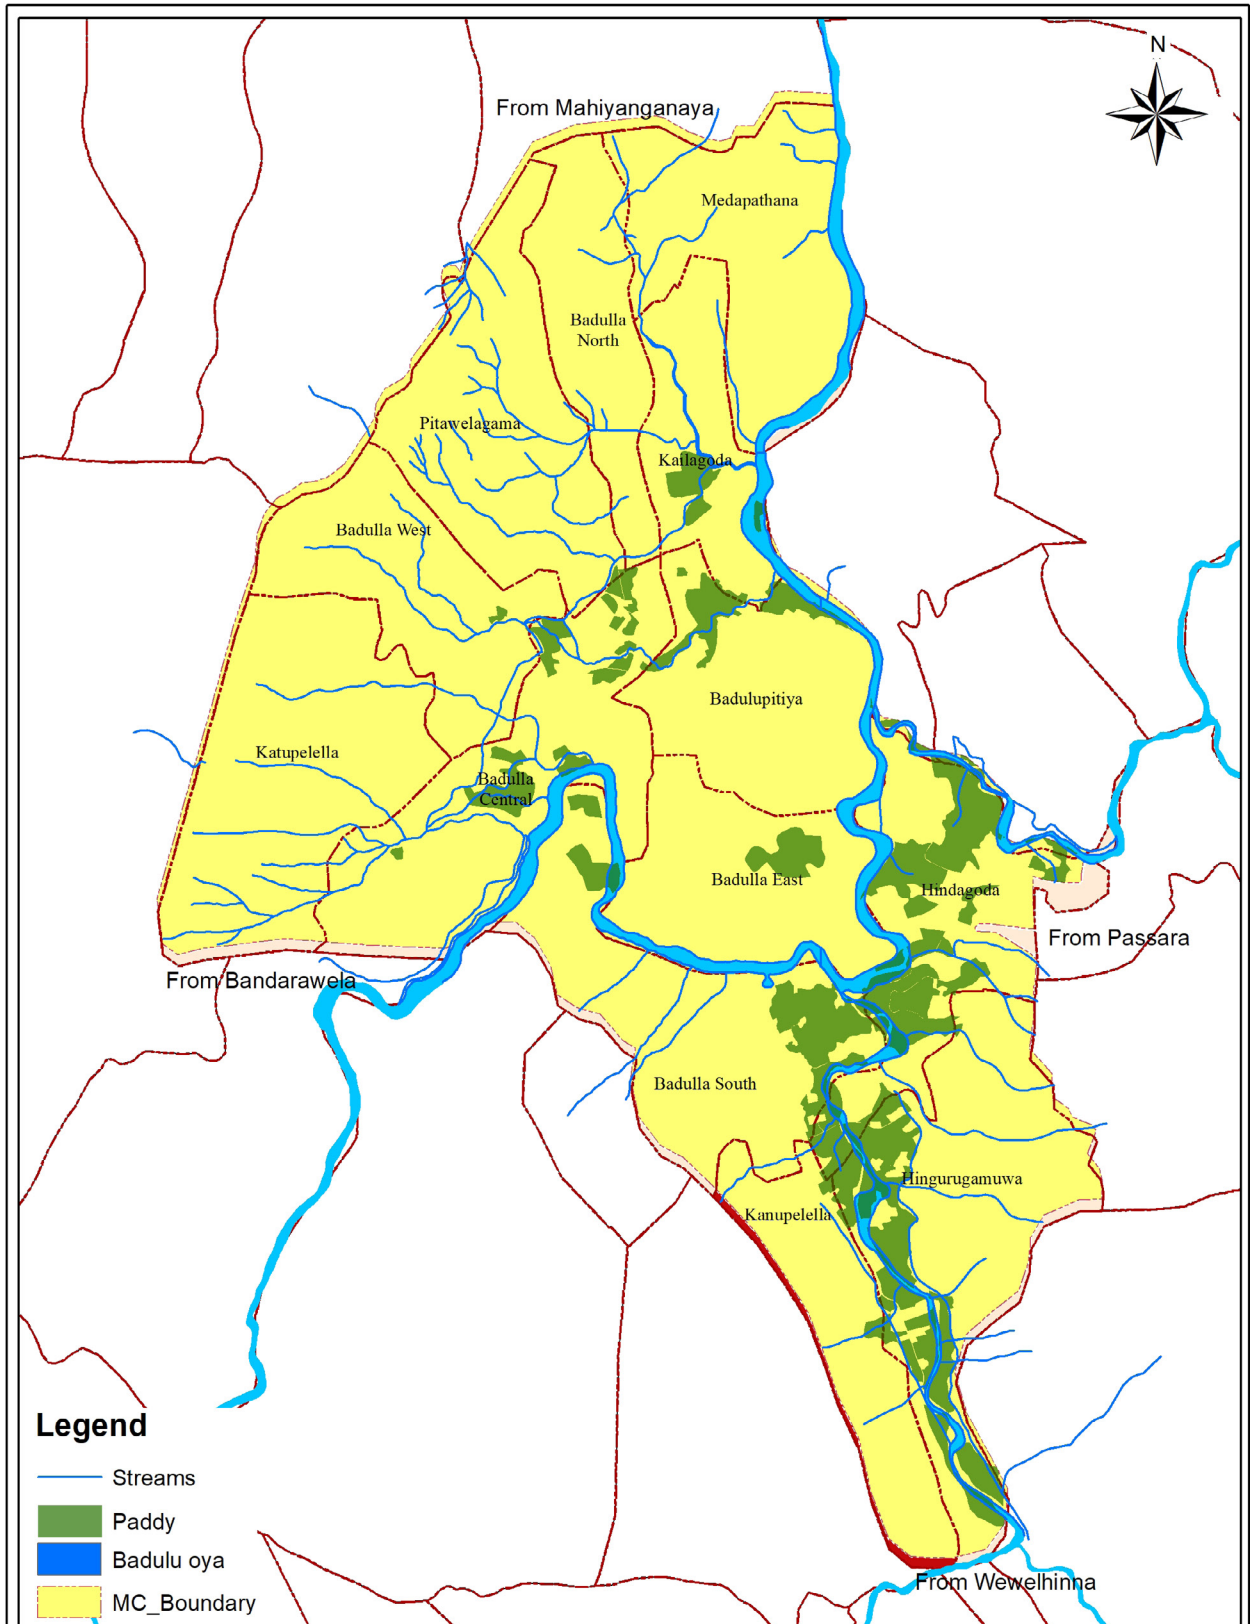 N
From Mahiyanganaya
Medapathana
Badulla
North
Pitawelagama
Kailagoda
Badulla West
Badulupitiya
Katupelella
Badulla
Central
Badulla East
Hindagoda
From Passara
From Bandarawela
Badulla South
Hingurugamuwa
Kanupelella
Legend
Streams
Paddy
Badulu oya
MC_Boundary
From Wewelhinna